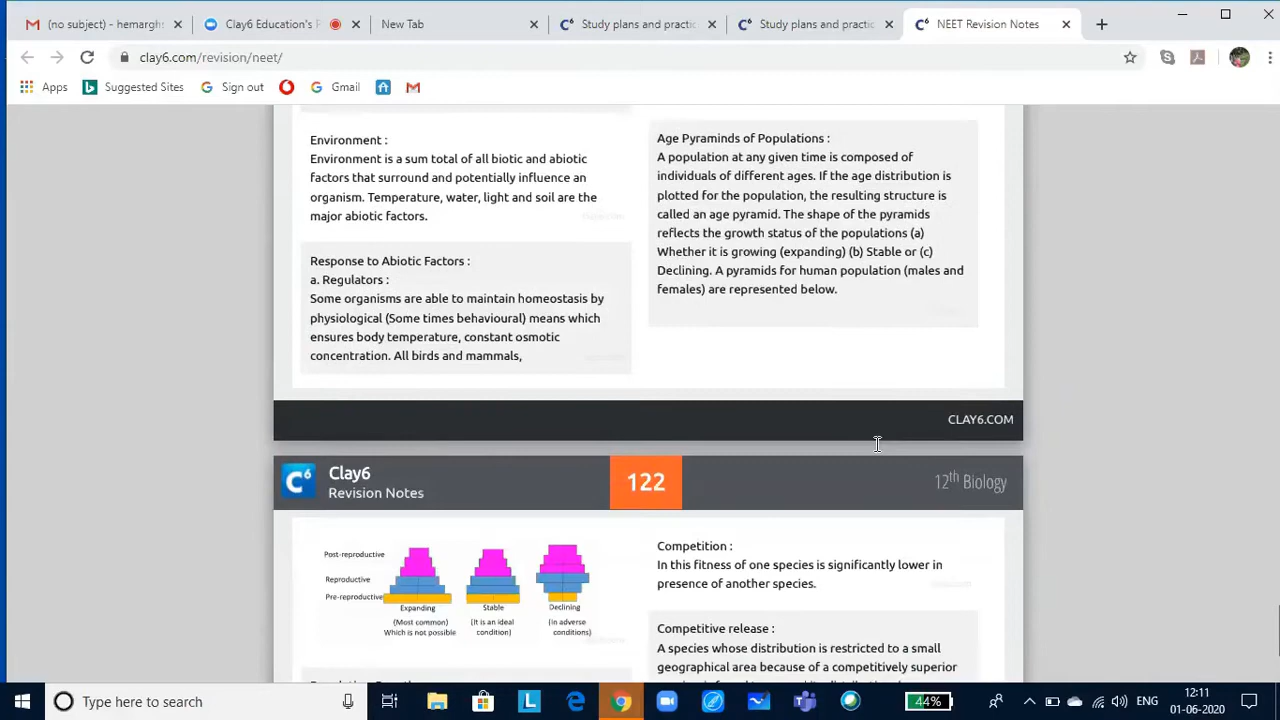 (no subject) - hemargh
Clay6 Education's P
New Tab
Study plans and practic
Study plans and practic
NEET Revision Notes
clay6.com/revision/neet/
Apps
Suggested Sites
Sign out
Gmail
Environment :
Environment is a sum total of all biotic and abiotic
factors that surround and potentially influence an
organism. Temperature, water, light and soil are the
major abiotic factors.
Response to Abiotic Factors :
a. Regulators :
Some organisms are able to maintain homeostasis by
physiological (Some times behavioural) means which
ensures body temperature, constant osmotic
concentration. All birds and mammals,
Age Pyraminds of Populations :
A population at any given time is composed of
individuals of different ages. If the age distribution is
plotted for the population, the resulting structure is
called an age pyramid. The shape of the pyramids
reflects the growth status of the populations (a)
Whether it is growing (expanding) (b) Stable or (c)
Declining. A pyramids for human population (males and
females) are represented below.
CLAY6.COM
Clay6
Revision Notes
122
12th Biology
Post-reproductive
Reproductive
Pre-reproductive
Expanding
(Most common)
Which is not possible
Stable
(It is an ideal
condition)
Declining
(In adverse
conditions)
Competition :
In this fitness of one species is significantly lower in
presence of another species.
Competitive release :
A species whose distribution is restricted to a small
geographical area because of a competitively superior
Type here to search
44%
ENG
12:11
01-06-2020